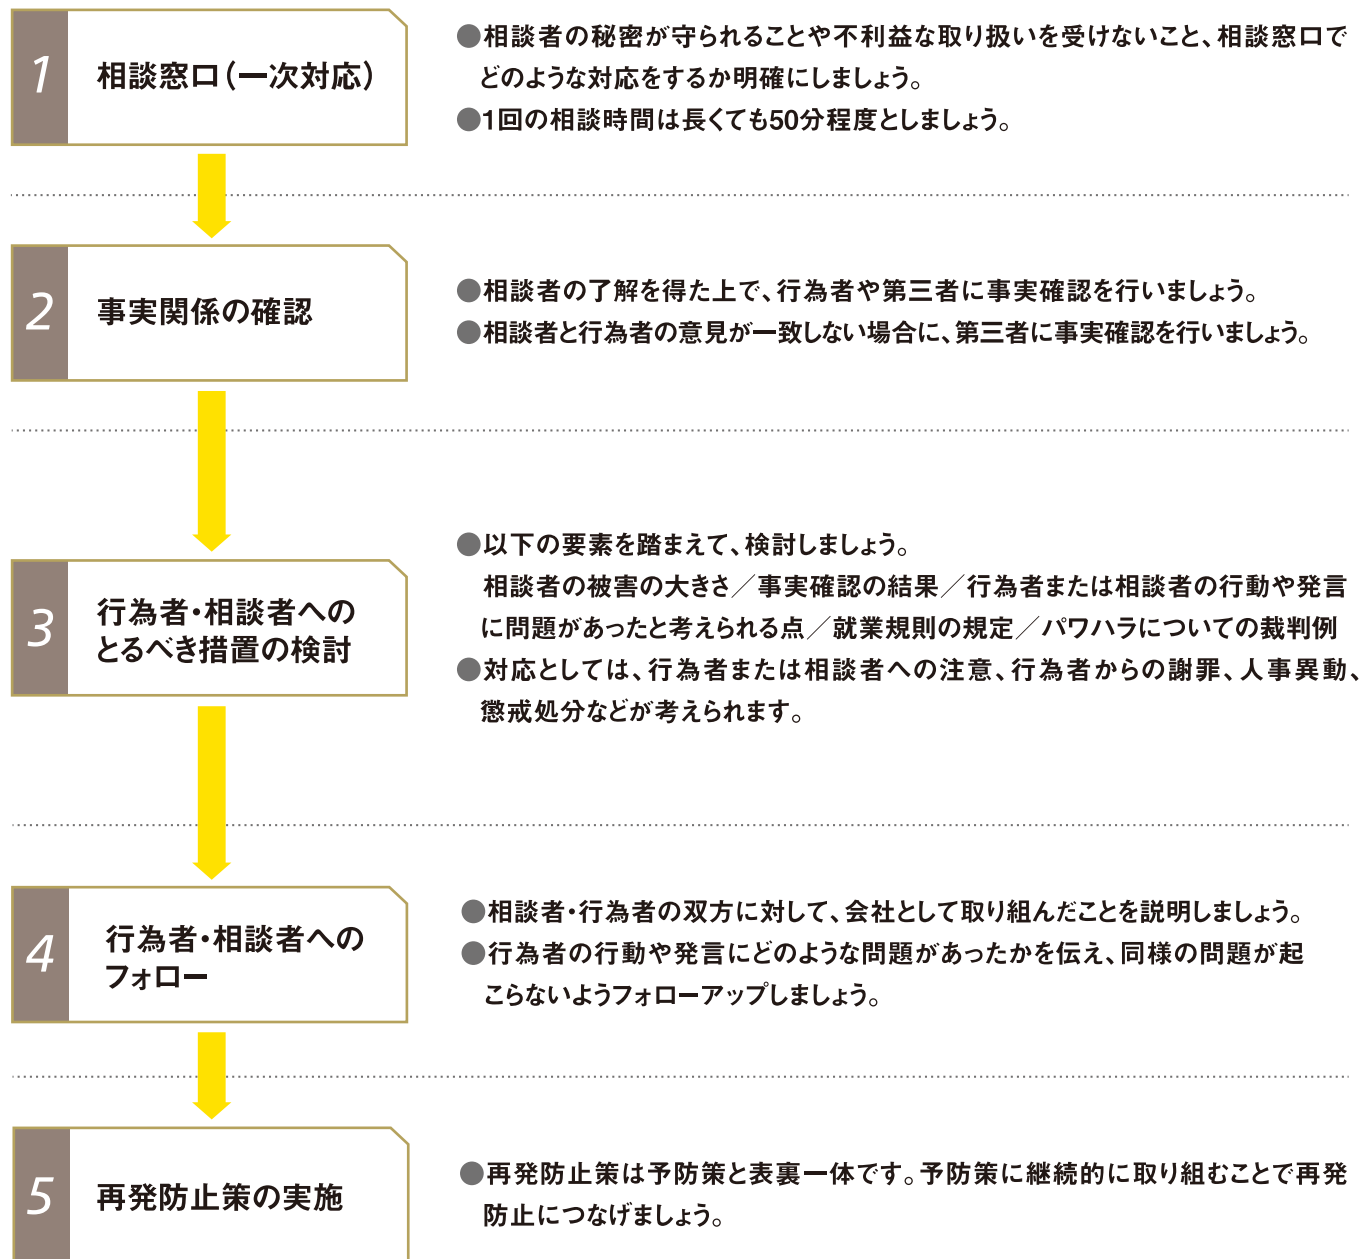 1
相談窓口(一次対応)
●相談者の秘密が守られることや不利益な取り扱いを受けないこと、相談窓口で
どのような対応をするか明確にしましょう。
●1回の相談時間は長くても50分程度としましょう。
2
事実関係の確認
●相談者の了解を得た上で、行為者や第三者に事実確認を行いましょう。
●相談者と行為者の意見が一致しない場合に、第三者に事実確認を行いましょう。
3
行為者・相談者への
とるべき措置の検討
●以下の要素を踏まえて、検討しましょう。
相談者の被害の大きさ/事実確認の結果/行為者または相談者の行動や発言
に問題があったと考えられる点/就業規則の規定/パワハラについての裁判例
●対応としては、行為者または相談者への注意、行為者からの謝罪、人事異動、
懲戒処分などが考えられます。
4
行為者・相談者への
フォロー
●相談者・行為者の双方に対して、会社として取り組んだことを説明しましょう。
●行為者の行動や発言にどのような問題があったかを伝え、同様の問題が起
こらないようフォローアップしましょう。
5
再発防止策の実施
●再発防止策は予防策と表裏一体です。予防策に継続的に取り組むことで再発
防止につなげましょう。